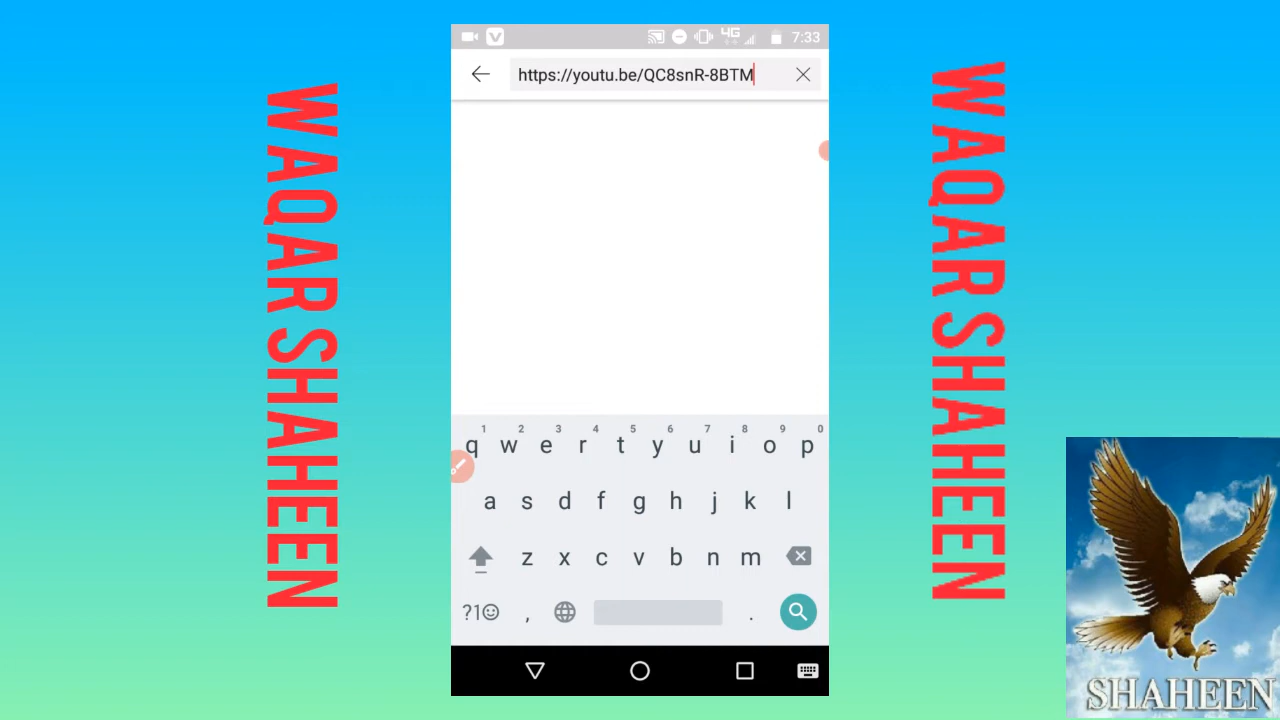 4G 7:33
https://youtu.be/QC8snR-8BTM
WAQAR SHAHEEN
WAQAR SHAHEEN
1 2 3 4 5 6 7 8 9 0
q w e r t y u i o p
a s d f g h j k l
z x c v b n m
?1☺ , .
SHAHEEN